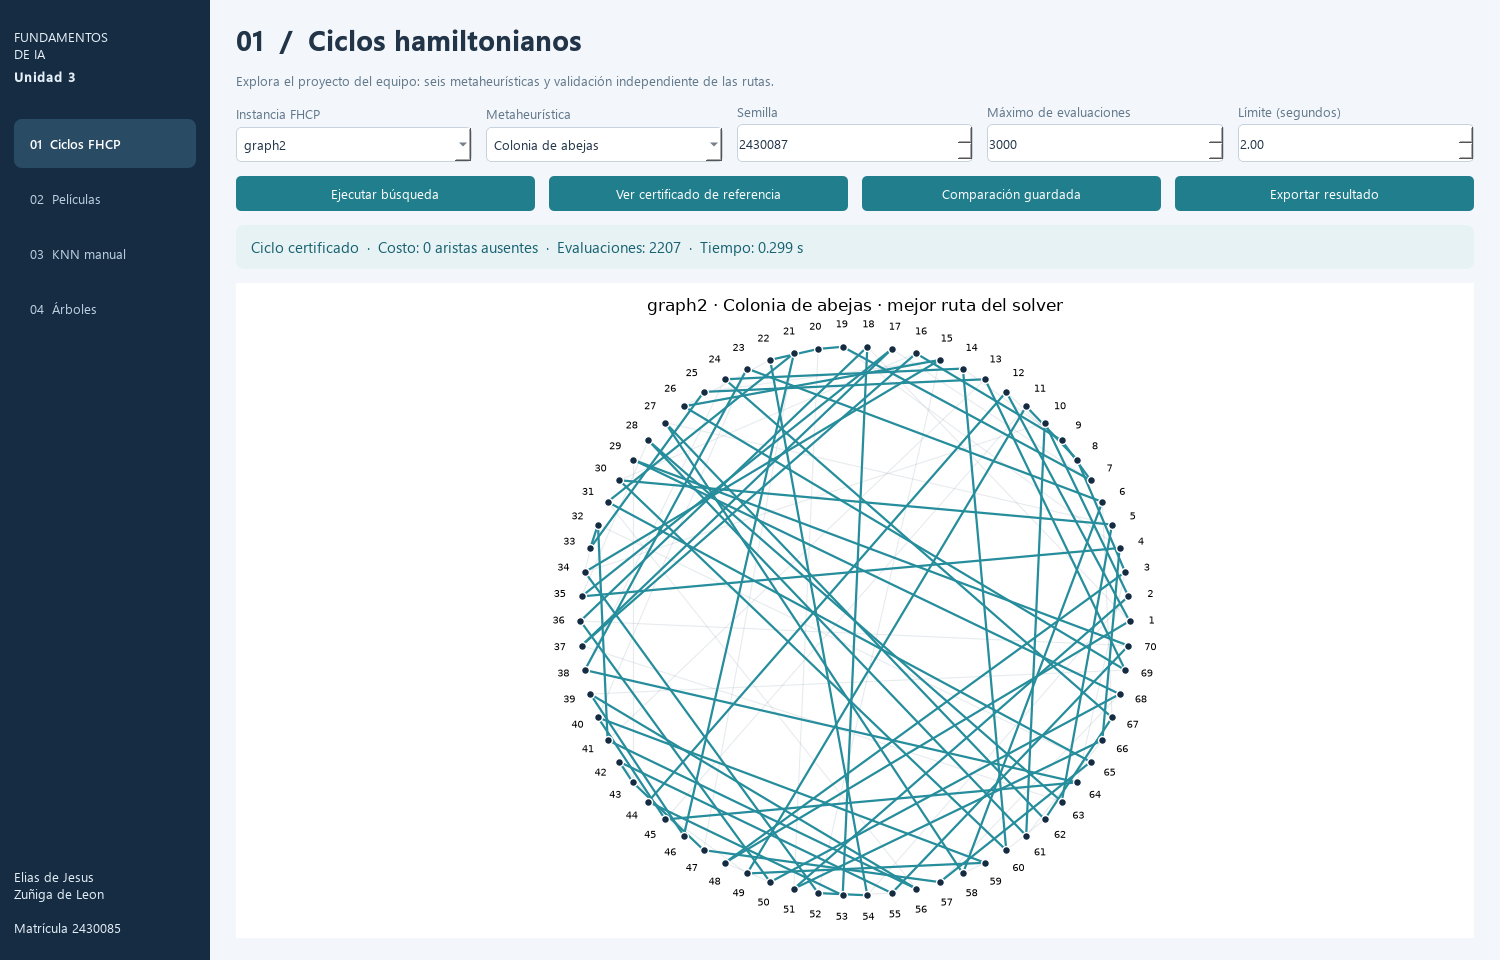 FUNDAMENTOS
DE IA
Unidad 3
01 Ciclos FHCP
02 Películas
03 KNN manual
04 Árboles
Elias de Jesus
Zuñiga de Leon
Matrícula 2430085
01 / Ciclos hamiltonianos
Explora el proyecto del equipo: seis metaheurísticas y validación independiente de las rutas.
Instancia FHCP
graph2
Metaheurística
Colonia de abejas
Semilla
2430087
Máximo de evaluaciones
3000
Límite (segundos)
2.00
Ejecutar búsqueda
Ver certificado de referencia
Comparación guardada
Exportar resultado
Ciclo certificado · Costo: 0 aristas ausentes · Evaluaciones: 2207 · Tiempo: 0.299 s
graph2 · Colonia de abejas · mejor ruta del solver
1
2
3
4
5
6
7
8
9
10
11
12
13
14
15
16
17
18
19
20
21
22
23
24
25
26
27
28
29
30
31
32
33
34
35
36
37
38
39
40
41
42
43
44
45
46
47
48
49
50
51
52
53
54
55
56
57
58
59
60
61
62
63
64
65
66
67
68
69
70